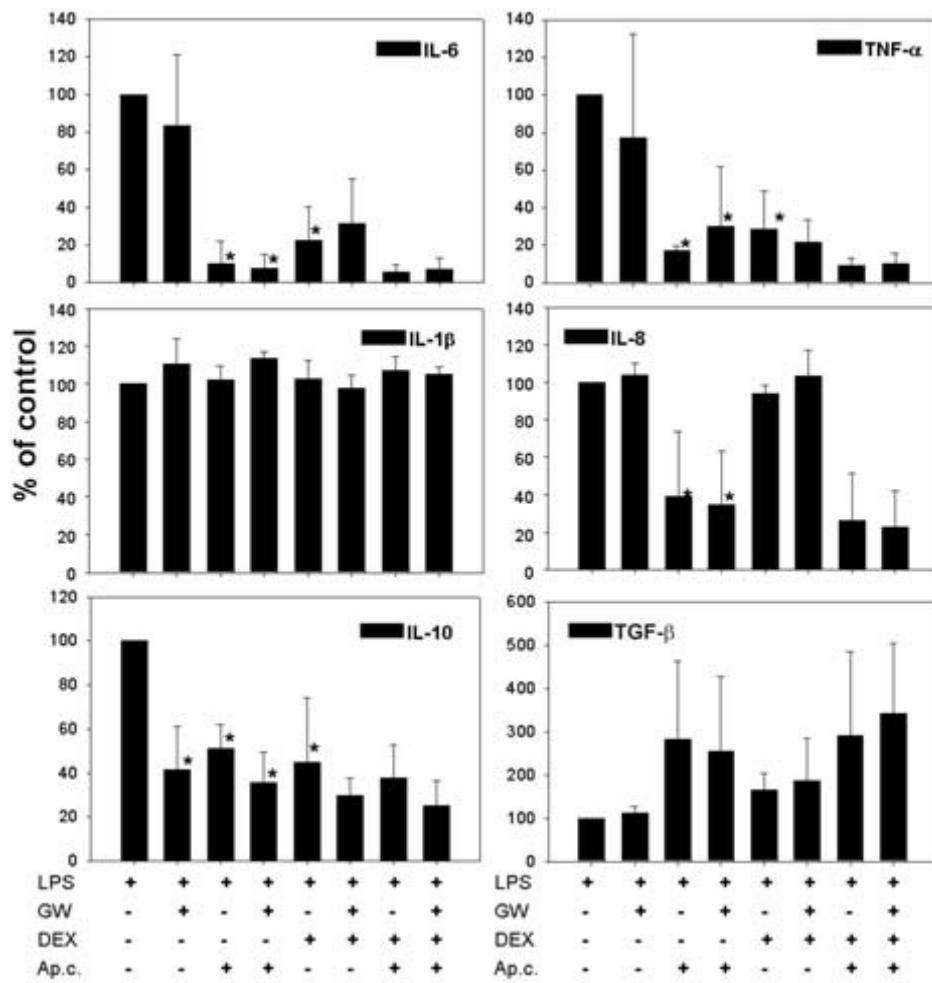 % of control
140
120
100
80
60
40
20
0
IL-6
★ ★ ★
140
120
100
80
60
40
20
0
TNF-α
★ ★ ★
140
120
100
80
60
40
20
0
IL-1β
140
120
100
80
60
40
20
0
IL-8
★ ★
120
100
80
60
40
20
0
IL-10
★ ★ ★ ★
600
500
400
300
200
100
0
TGF-β
LPS + + + + + + + +
GW - + - + - + - +
DEX - - - - + + + +
Ap.c. - - + + - - + +
LPS + + + + + + + +
GW - + - + - + - +
DEX - - - - + + + +
Ap.c. - - + + - - + +